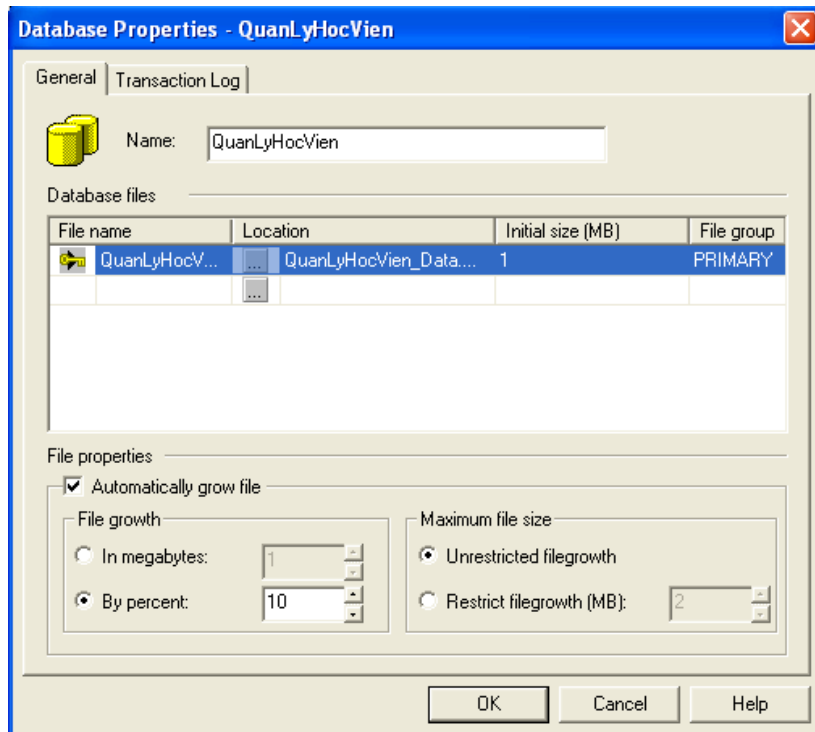 Database Properties - QuanLyHocVien
General Transaction Log
Name: QuanLyHocVien
Database files
File name Location Initial size (MB) File group
QuanLyHocV... ... QuanLyHocVien_Data.... 1 PRIMARY
...
File properties
Automatically grow file
File growth Maximum file size
In megabytes: 1 Unrestricted filegrowth
By percent: 10 Restrict filegrowth (MB): 2
OK Cancel Help